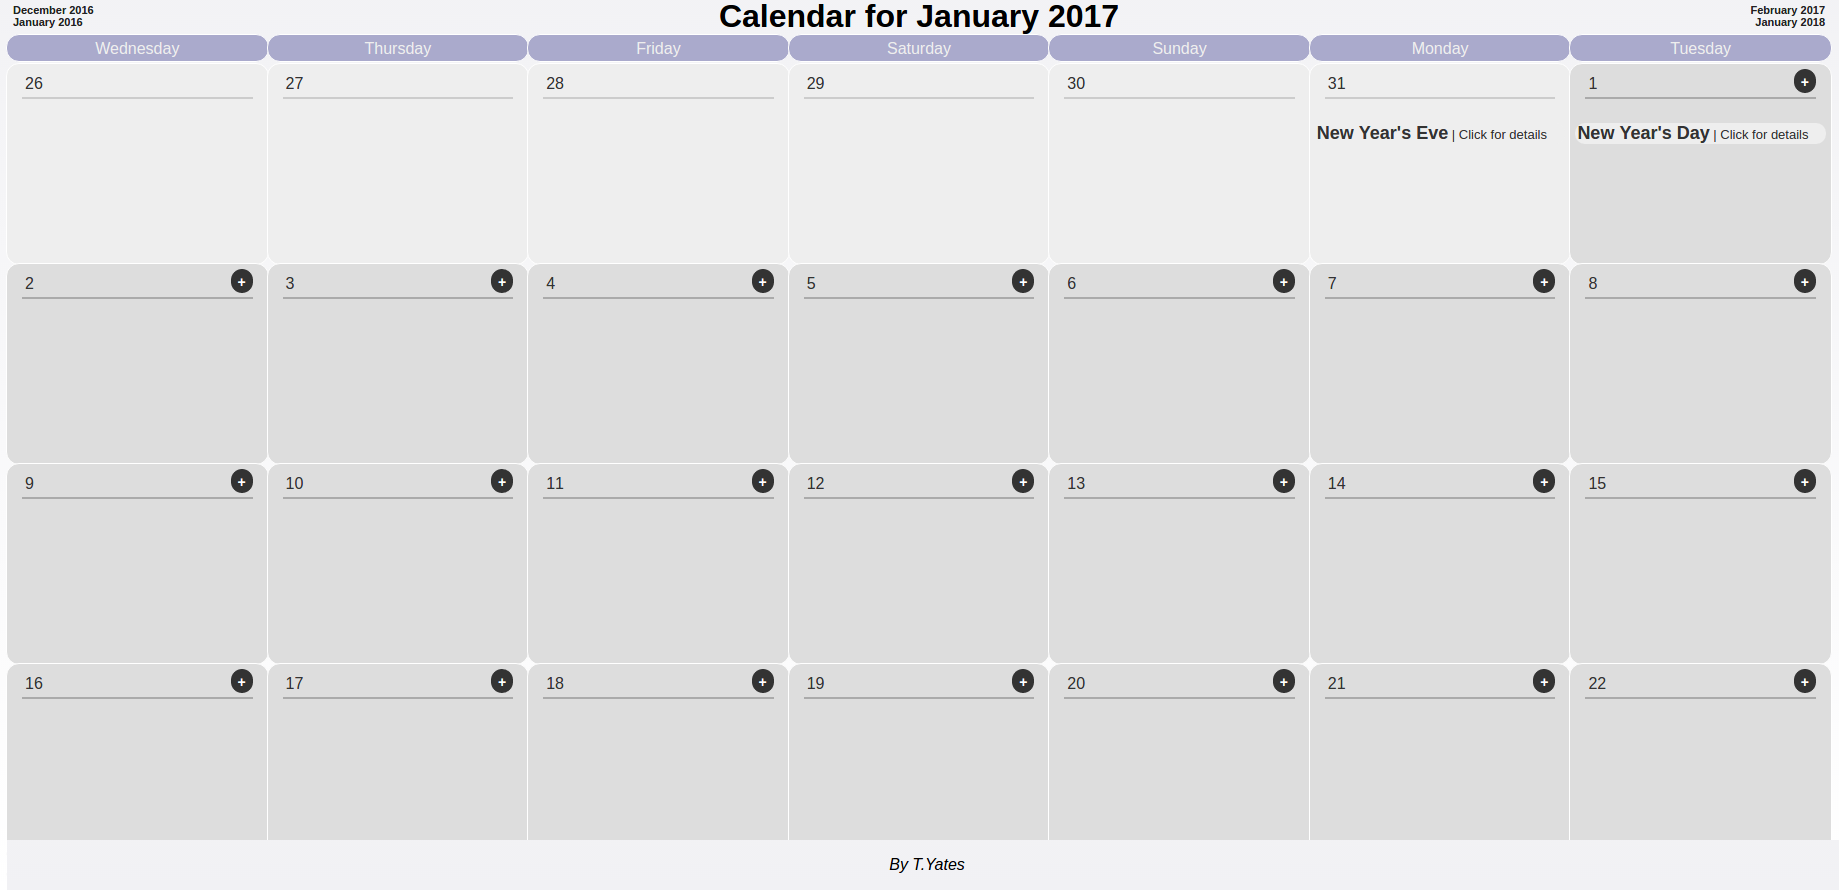 December 2016
January 2016
Calendar for January 2017
February 2017
January 2018
Wednesday Thursday Friday Saturday Sunday Monday Tuesday
26 27 28 29 30 31 1 +
New Year's Eve | Click for details New Year's Day | Click for details
2 + 3 + 4 + 5 + 6 + 7 + 8 +
9 + 10 + 11 + 12 + 13 + 14 + 15 +
16 + 17 + 18 + 19 + 20 + 21 + 22 +
By T.Yates